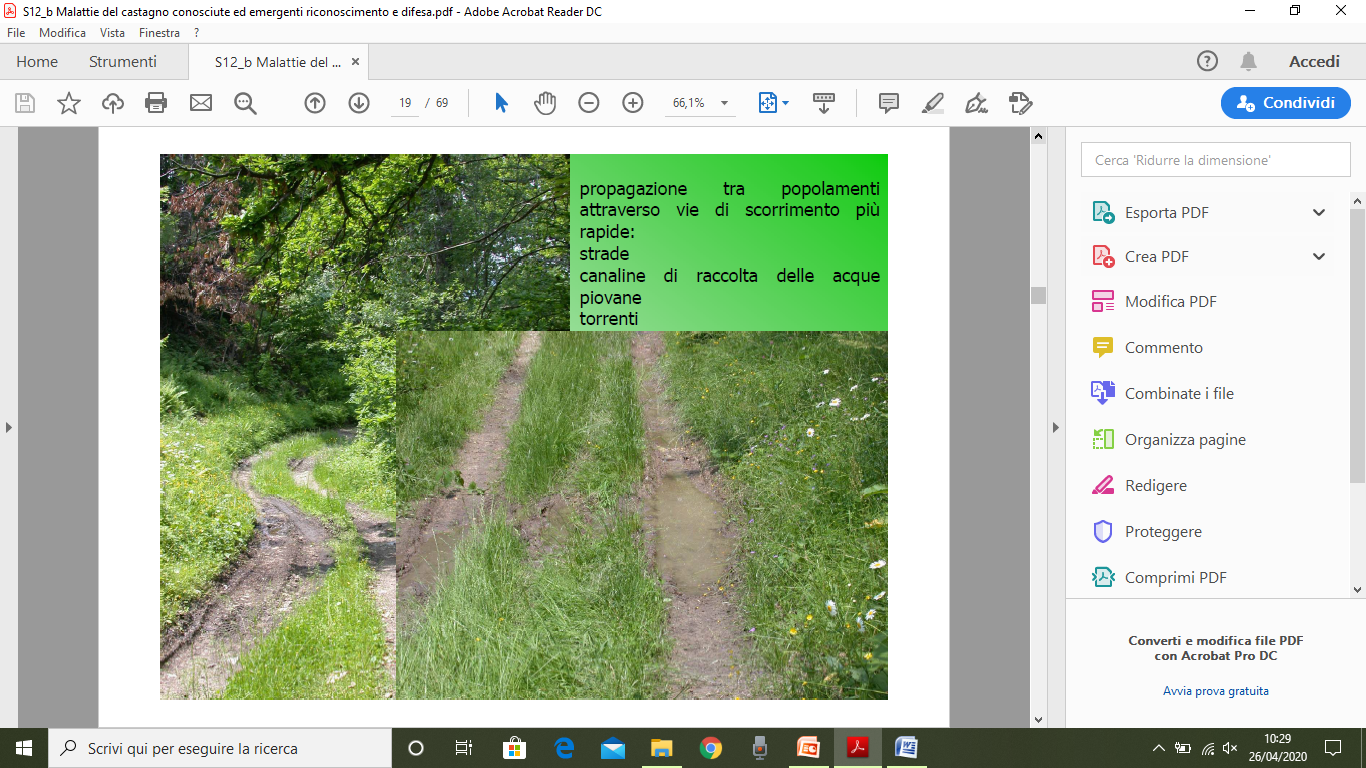 S12_b Malattie del castagno conosciute ed emergenti riconoscimento e difesa.pdf - Adobe Acrobat Reader DC
File Modifica Vista Finestra ?
Home Strumenti S12_b Malattie del ... × Accedi
19 / 69 66,1% Condividi
propagazione tra popolamenti
attraverso vie di scorrimento più
rapide:
strade
canaline di raccolta delle acque
piovane
torrenti
Cerca 'Ridurre la dimensione'
Esporta PDF
Crea PDF
Modifica PDF
Commento
Combinate i file
Organizza pagine
Redigere
Proteggere
Comprimi PDF
Converti e modifica file PDF
con Acrobat Pro DC
Avvia prova gratuita
Scrivi qui per eseguire la ricerca
10:29
26/04/2020